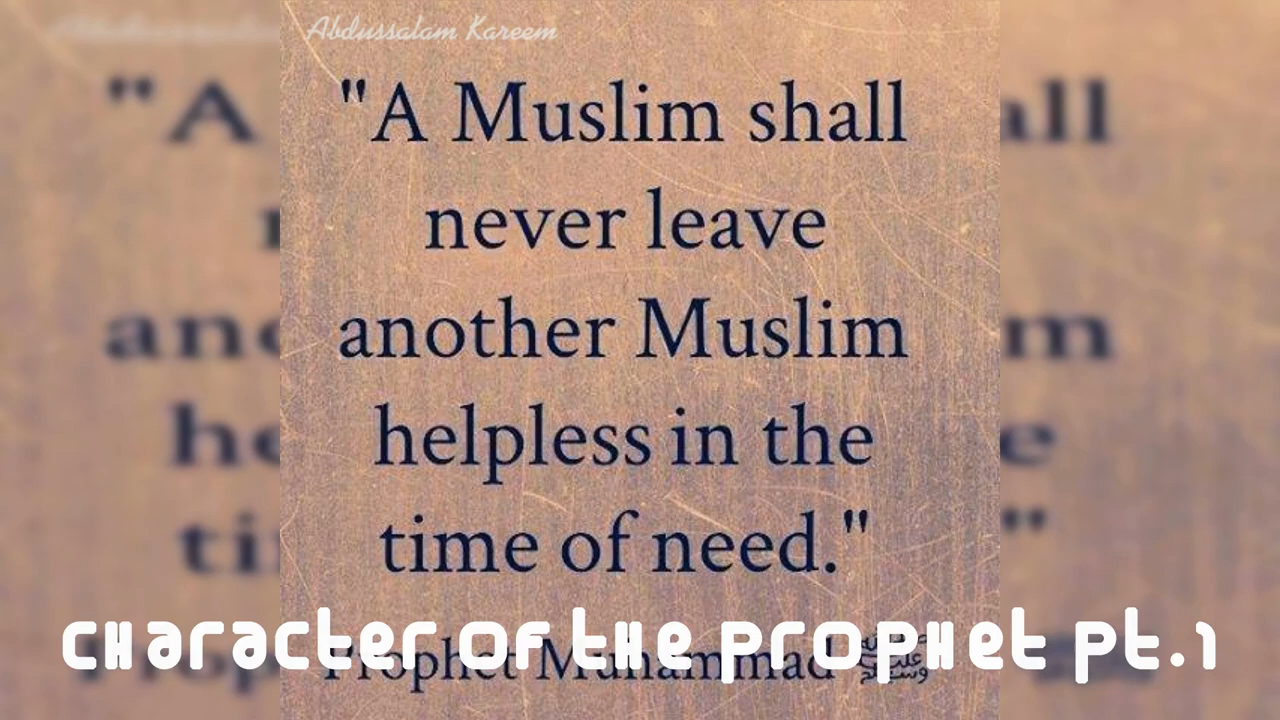 Abdussalam Kareem
"A Muslim shall
never leave
another Muslim
helpless in the
time of need."
Prophet Muhammad ﷺ
CHaracter OF THe PropHet pt.1